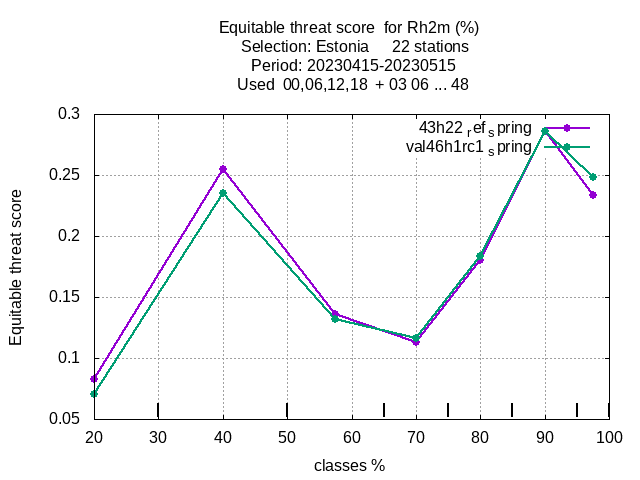 Equitable threat score  for Rh2m (%)
Selection: Estonia     22 stations
Period: 20230415-20230515
Used  00,06,12,18  + 03 06 ... 48
43h22 ref spring
val46h1rc1 spring
Equitable threat score
0.3
0.25
0.2
0.15
0.1
0.05
20 30 40 50 60 70 80 90 100
classes %